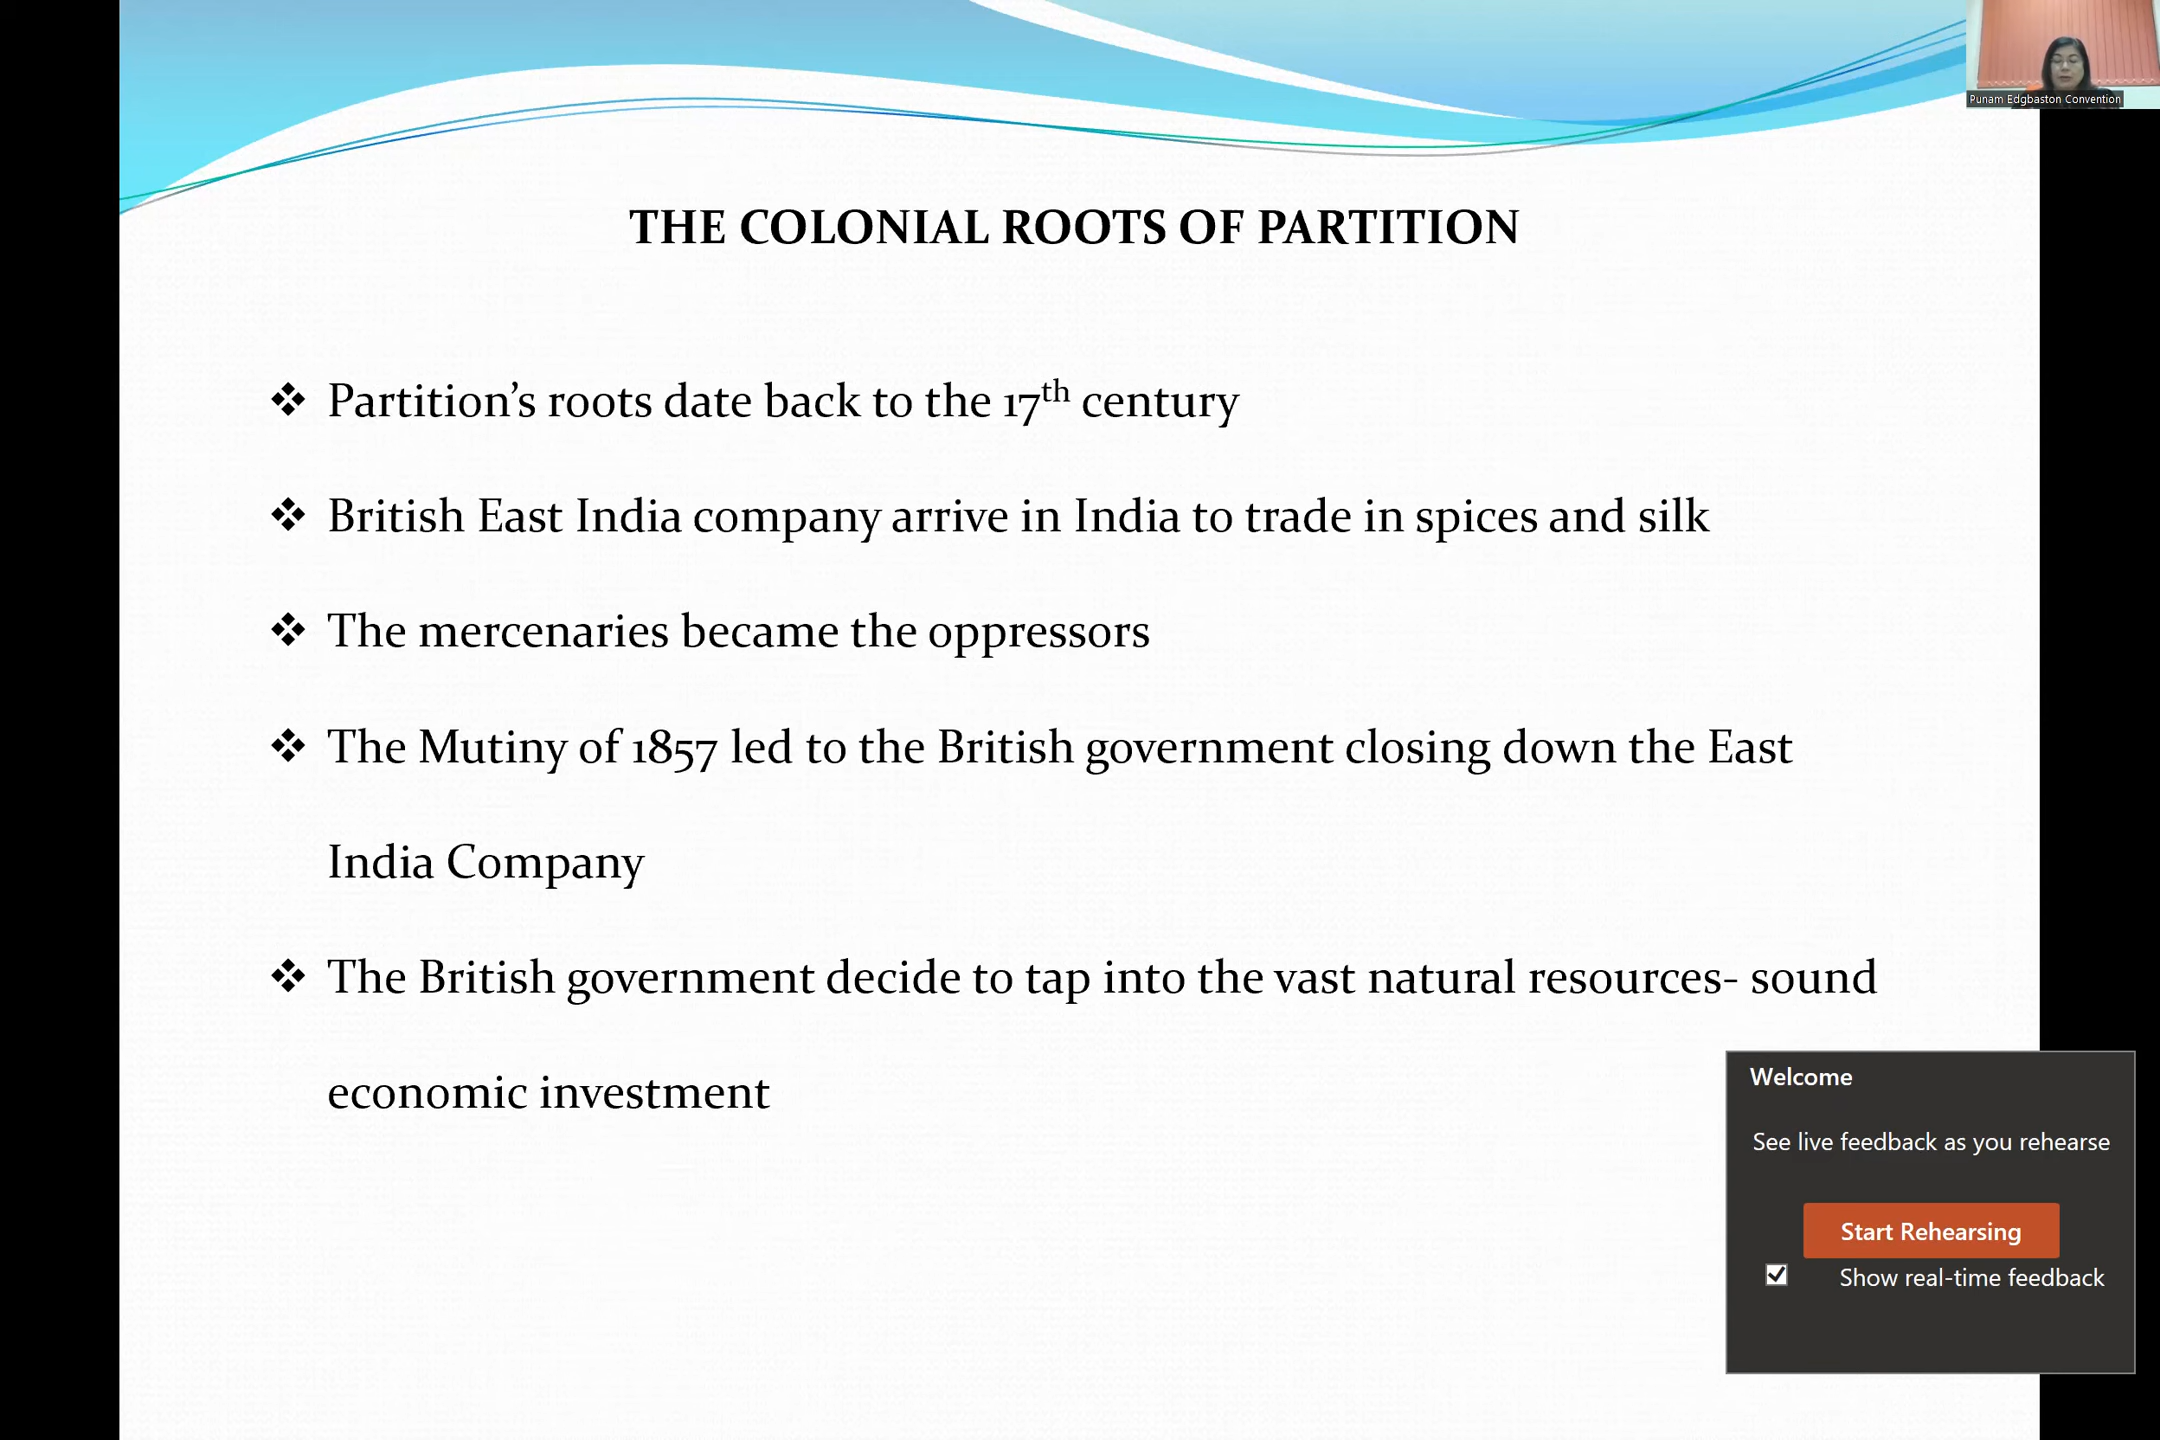 Punam Edgbaston Convention
THE COLONIAL ROOTS OF PARTITION
❖ Partition’s roots date back to the 17th century
❖ British East India company arrive in India to trade in spices and silk
❖ The mercenaries became the oppressors
❖ The Mutiny of 1857 led to the British government closing down the East
India Company
❖ The British government decide to tap into the vast natural resources- sound
economic investment
Welcome
See live feedback as you rehearse
Start Rehearsing
Show real-time feedback